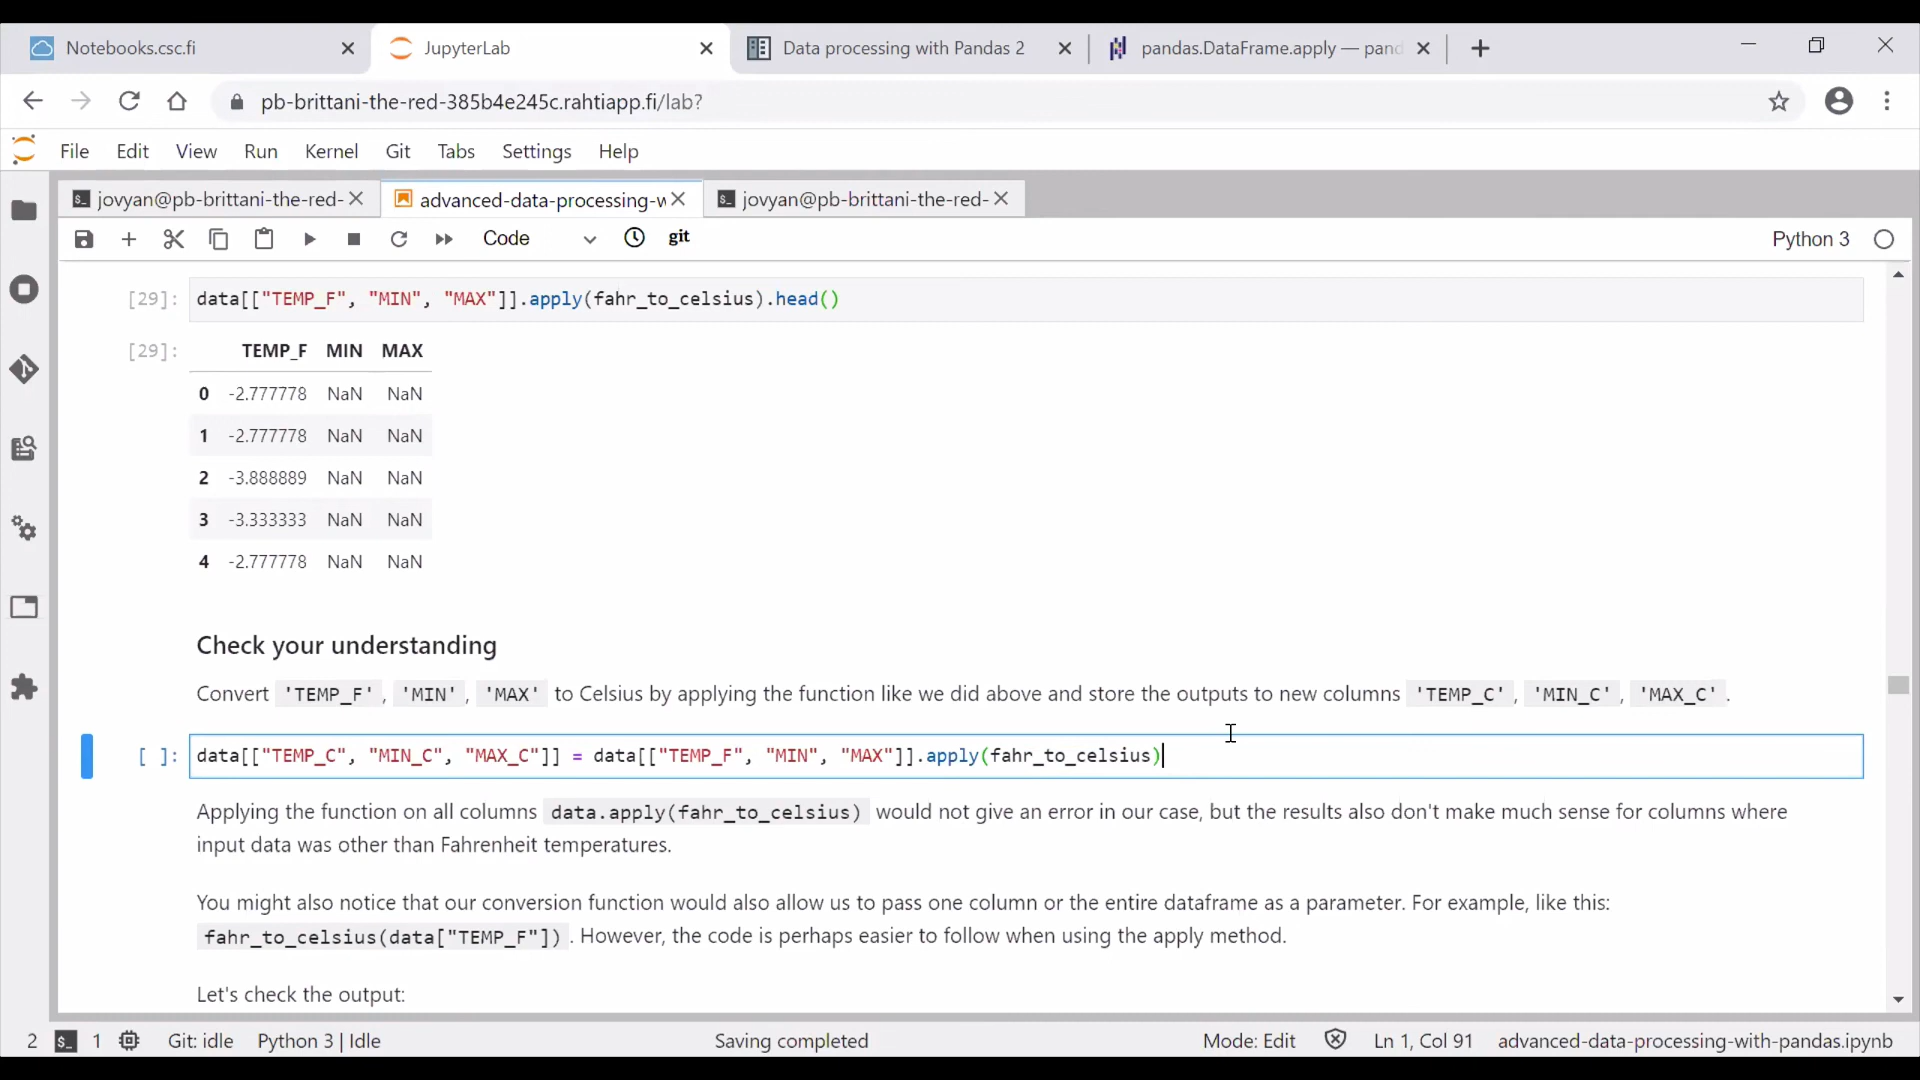 Notebooks.csc.fi
JupyterLab
Data processing with Pandas 2
pandas.DataFrame.apply — pand
pb-brittani-the-red-385b4e245c.rahtiapp.fi/lab?
File Edit View Run Kernel Git Tabs Settings Help
jovyan@pb-brittani-the-red-
advanced-data-processing-w
jovyan@pb-brittani-the-red-
Code
git
Python 3
[29]: data[["TEMP_F", "MIN", "MAX"]].apply(fahr_to_celsius).head()
[29]: TEMP_F MIN MAX
0 -2.777778 NaN NaN
1 -2.777778 NaN NaN
2 -3.888889 NaN NaN
3 -3.333333 NaN NaN
4 -2.777778 NaN NaN
Check your understanding
Convert 'TEMP_F', 'MIN', 'MAX' to Celsius by applying the function like we did above and store the outputs to new columns 'TEMP_C', 'MIN_C', 'MAX_C'.
[ ]: data[["TEMP_C", "MIN_C", "MAX_C"]] = data[["TEMP_F", "MIN", "MAX"]].apply(fahr_to_celsius)
Applying the function on all columns data.apply(fahr_to_celsius) would not give an error in our case, but the results also don't make much sense for columns where
input data was other than Fahrenheit temperatures.
You might also notice that our conversion function would also allow us to pass one column or the entire dataframe as a parameter. For example, like this:
fahr_to_celsius(data["TEMP_F"]). However, the code is perhaps easier to follow when using the apply method.
Let's check the output:
2 $_ 1 Git: idle Python 3 | Idle Saving completed Mode: Edit Ln 1, Col 91 advanced-data-processing-with-pandas.ipynb